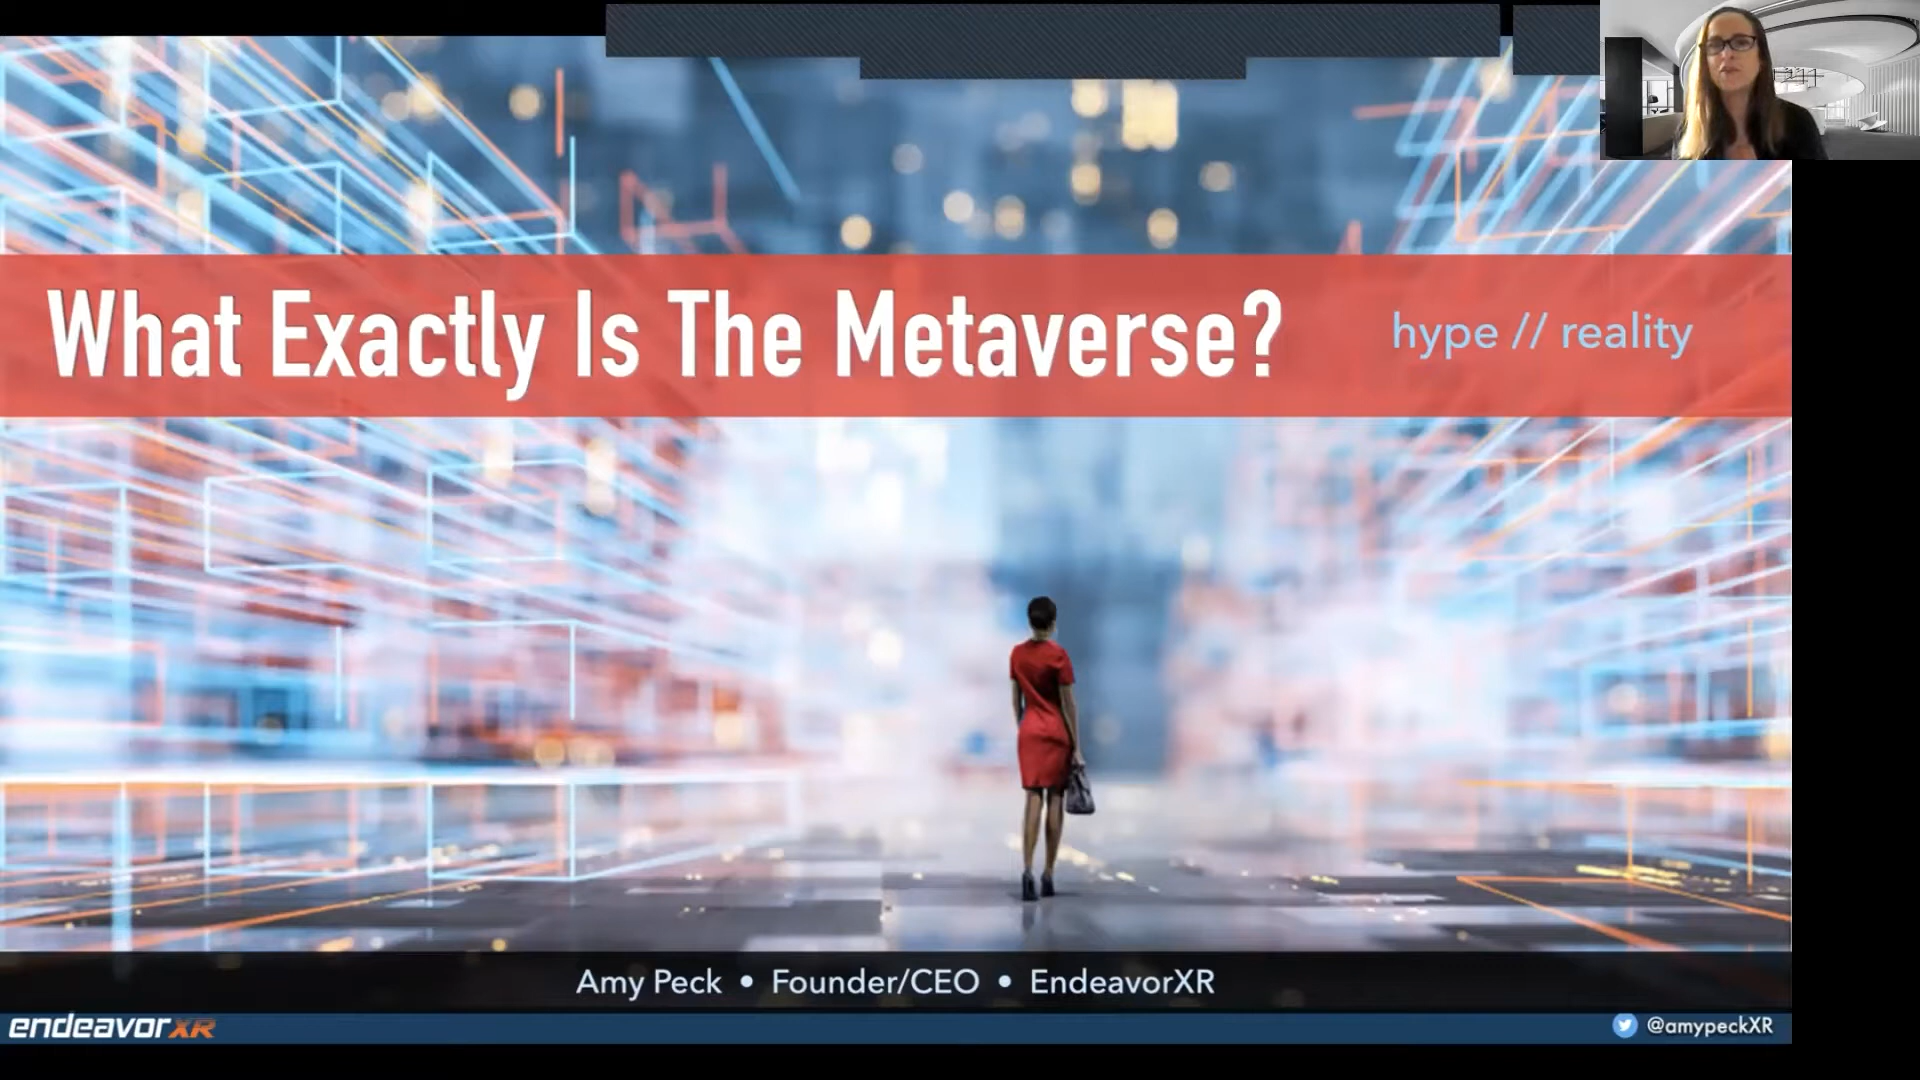 What Exactly Is The Metaverse?
hype // reality
Amy Peck • Founder/CEO • EndeavorXR
endeavorXR
@amypeckXR